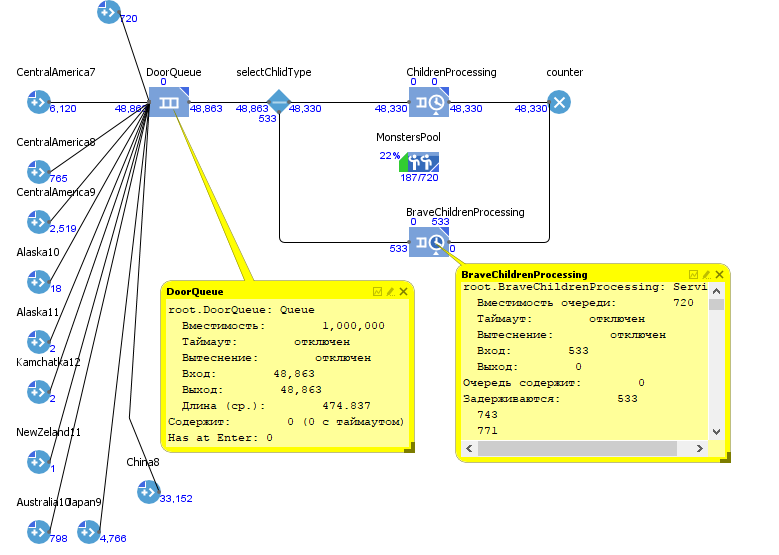 720
CentralAmerica7
DoorQueue
selectChlidType
ChildrenProcessing
counter
0
0 0
6,120
48,863
48,863
48,863
48,330
48,330
48,330
48,330
533
MonstersPool
22%
187/720
CentralAmerica8
765
CentralAmerica9
2,519
BraveChildrenProcessing
0 533
533
0
Alaska10
18
Alaska11
2
Kamchatka12
2
NewZeland11
1
China8
33,152
Australia10
Japan9
798
4,766
DoorQueue
root.DoorQueue: Queue
Вместимость: 1,000,000
Таймаут: отключен
Вытеснение: отключен
Вход: 48,863
Выход: 48,863
Длина (ср.): 474.837
Содержит: 0 (0 с таймаутом)
Has at Enter: 0
BraveChildrenProcessing
root.BraveChildrenProcessing: Servi
Вместимость очереди: 720
Таймаут: отключен
Вытеснение: отключен
Вход: 533
Выход: 0
Очередь содержит: 0
Задерживаются: 533
743
771